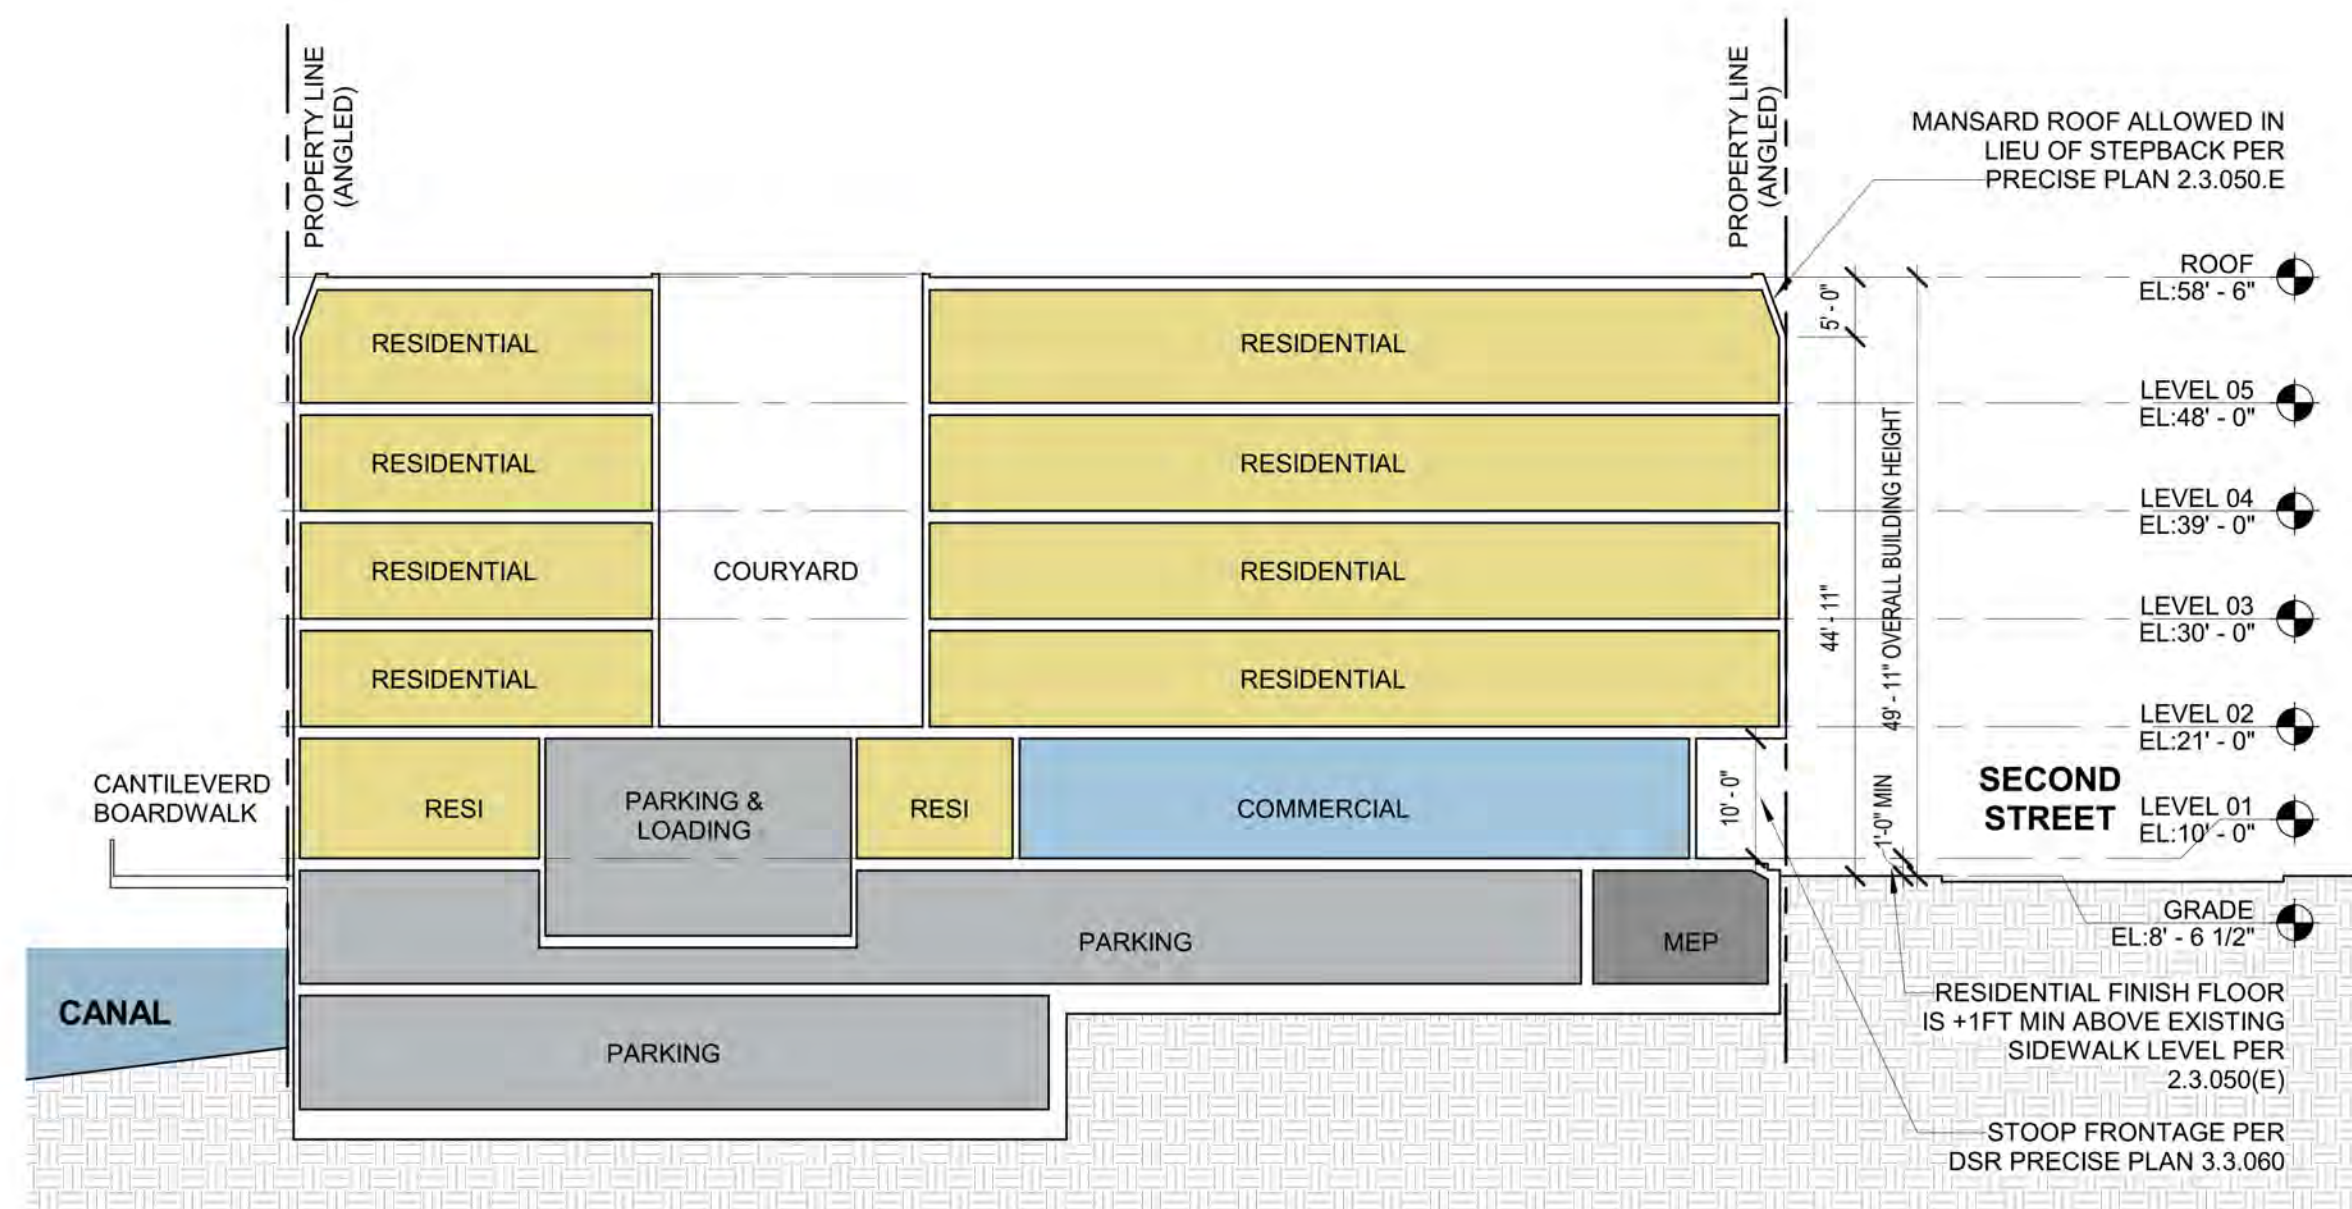 PROPERTY LINE
(ANGLED)
PROPERTY LINE
(ANGLED)
MANSARD ROOF ALLOWED IN
LIEU OF STEPBACK PER
PRECISE PLAN 2.3.050.E
ROOF
EL:58' - 6"
5' - 0"
RESIDENTIAL
RESIDENTIAL
LEVEL 05
EL:48' - 0"
RESIDENTIAL
RESIDENTIAL
LEVEL 04
EL:39' - 0"
RESIDENTIAL
COURYARD
RESIDENTIAL
44' - 11"
49' - 11" OVERALL BUILDING HEIGHT
LEVEL 03
EL:30' - 0"
RESIDENTIAL
RESIDENTIAL
LEVEL 02
EL:21' - 0"
CANTILEVERD
BOARDWALK
RESI
PARKING &
LOADING
RESI
COMMERCIAL
10' - 0"
1'-0" MIN
SECOND
STREET
LEVEL 01
EL:10' - 0"
GRADE
EL:8' - 6 1/2"
PARKING
MEP
CANAL
PARKING
RESIDENTIAL FINISH FLOOR
IS +1FT MIN ABOVE EXISTING
SIDEWALK LEVEL PER
2.3.050(E)
STOOP FRONTAGE PER
DSR PRECISE PLAN 3.3.060